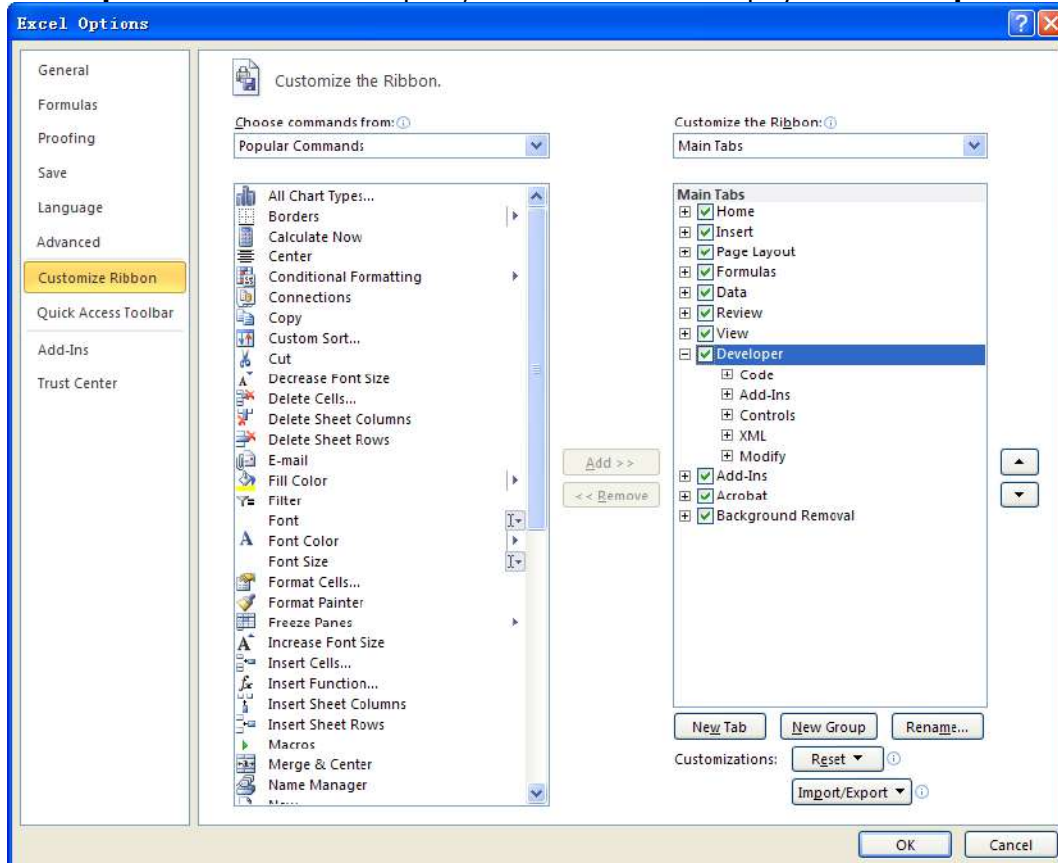 Excel Options
General
Formulas
Proofing
Save
Language
Advanced
Customize Ribbon
Quick Access Toolbar
Add-Ins
Trust Center
Customize the Ribbon.
Choose commands from:
Popular Commands
All Chart Types...
Borders
Calculate Now
Center
Conditional Formatting
Connections
Copy
Custom Sort...
Cut
Decrease Font Size
Delete Cells...
Delete Sheet Columns
Delete Sheet Rows
E-mail
Fill Color
Filter
Font
Font Color
Font Size
Format Cells...
Format Painter
Freeze Panes
Increase Font Size
Insert Cells...
Insert Function...
Insert Sheet Columns
Insert Sheet Rows
Macros
Merge & Center
Name Manager
Add >>
<< Remove
Customize the Ribbon:
Main Tabs
Main Tabs
Home
Insert
Page Layout
Formulas
Data
Review
View
Developer
Code
Add-Ins
Controls
XML
Modify
Add-Ins
Acrobat
Background Removal
New Tab New Group Rename...
Customizations: Reset
Import/Export
OK Cancel